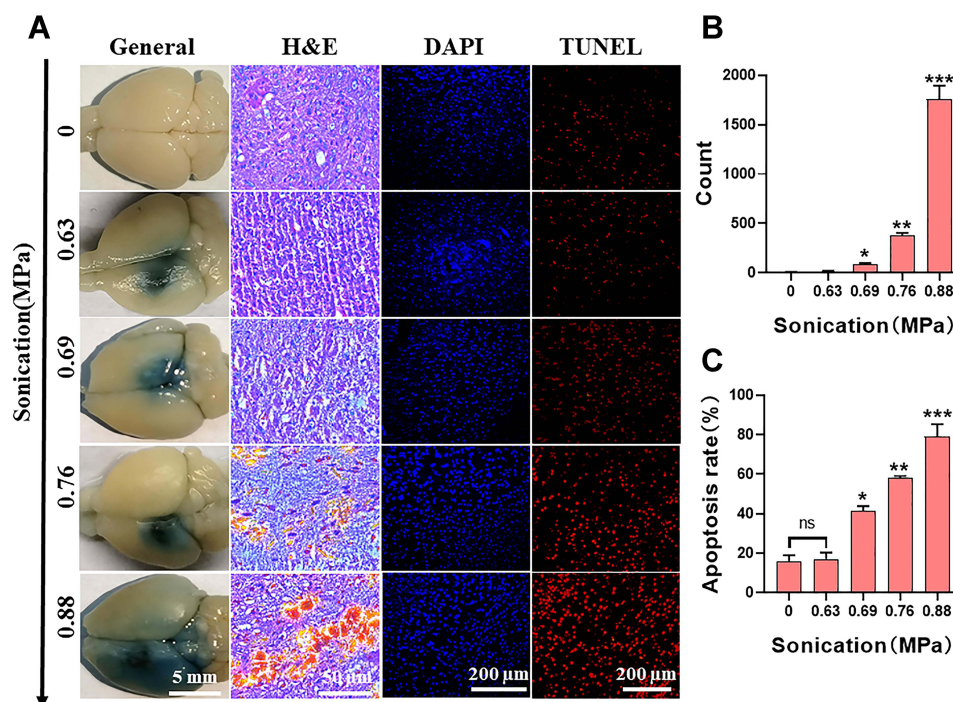 A
General H&E DAPI TUNEL
Sonication(MPa)
0
0.63
0.69
0.76
0.88
5 mm 50 µm 200 µm 200 µm
B
Count
2000
1500
1000
500
0
* ** ***
0 0.63 0.69 0.76 0.88
Sonication(MPa)
C
Apoptosis rate(%)
100
80
60
40
20
0
ns * ** ***
0 0.63 0.69 0.76 0.88
Sonication(MPa)